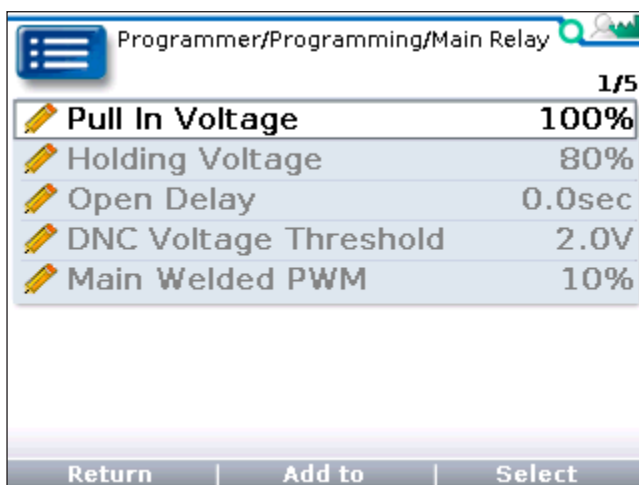 Programmer/Programming/Main Relay
1/5
Pull In Voltage 100%
Holding Voltage 80%
Open Delay 0.0sec
DNC Voltage Threshold 2.0V
Main Welded PWM 10%
Return | Add to | Select